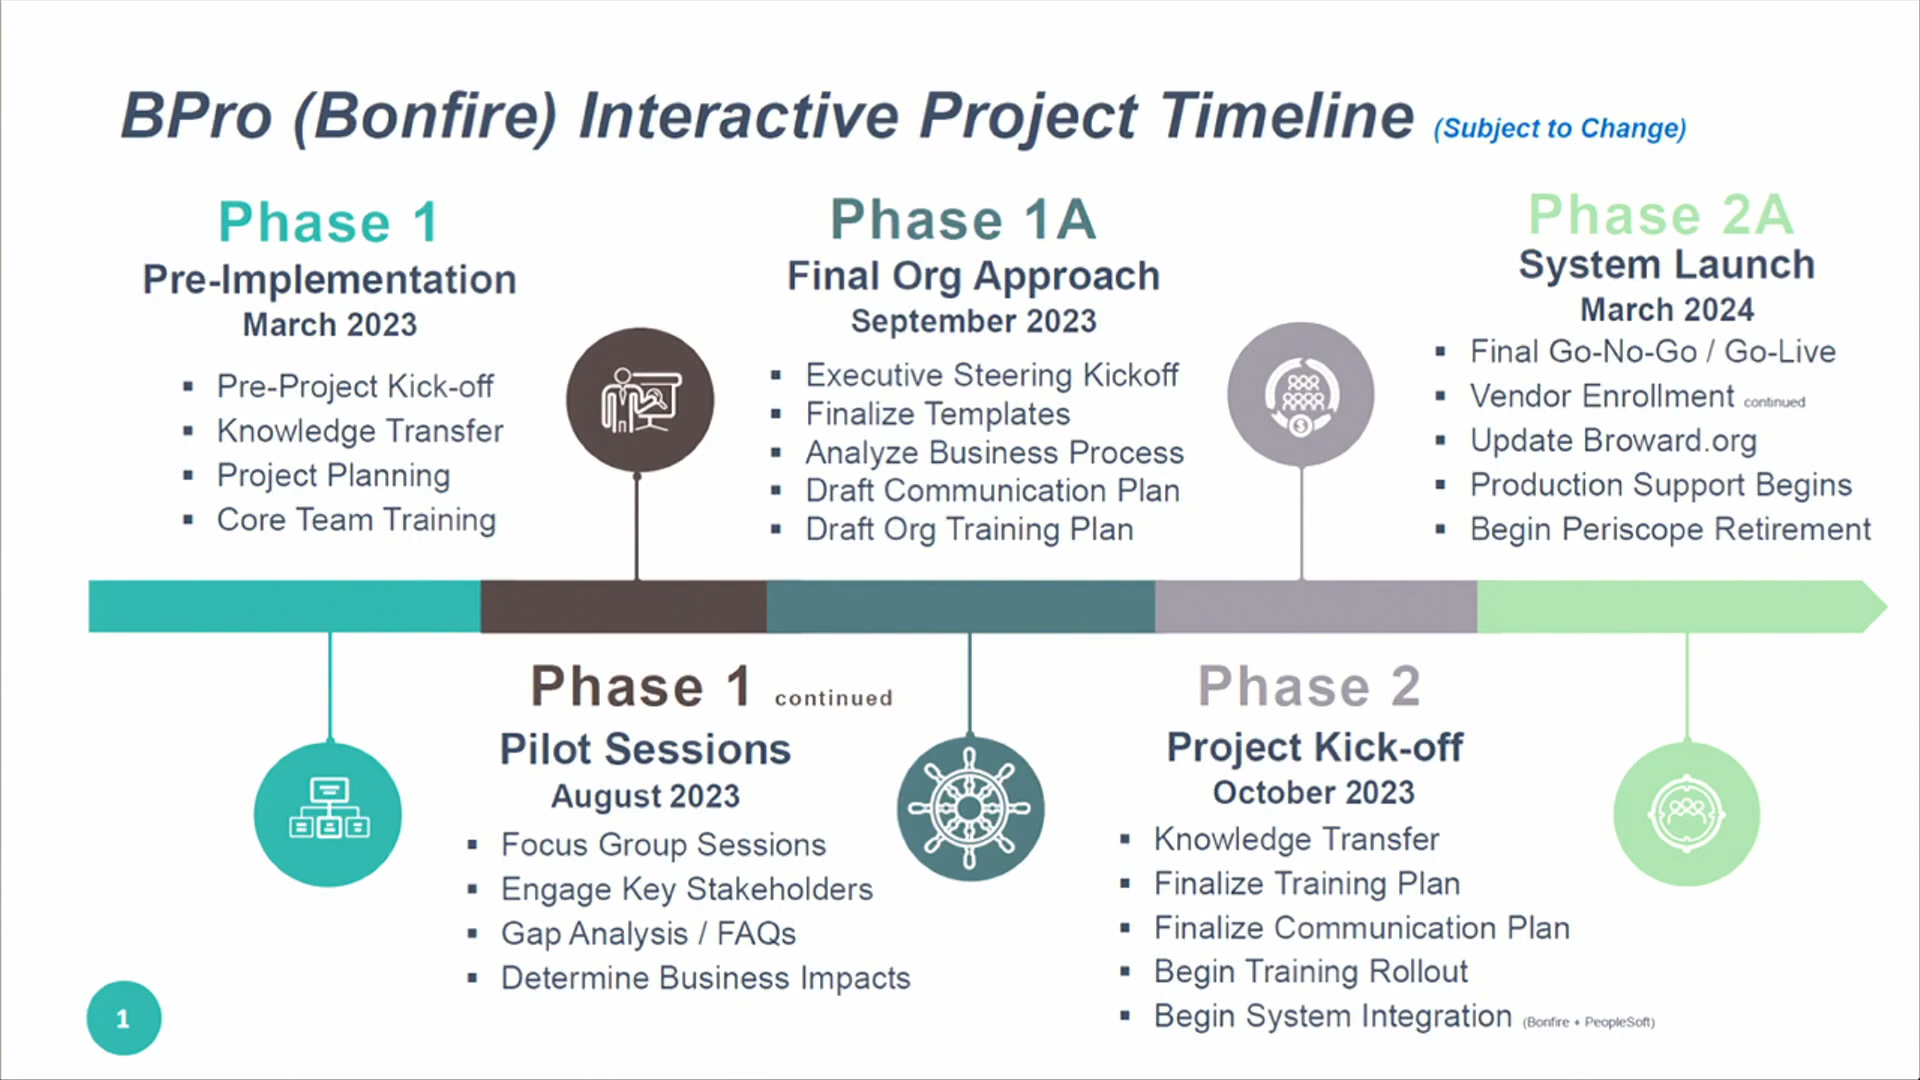 BPro (Bonfire) Interactive Project Timeline (Subject to Change)
Phase 1
Pre-Implementation
March 2023
▪ Pre-Project Kick-off
▪ Knowledge Transfer
▪ Project Planning
▪ Core Team Training
Phase 1 continued
Pilot Sessions
August 2023
▪ Focus Group Sessions
▪ Engage Key Stakeholders
▪ Gap Analysis / FAQs
▪ Determine Business Impacts
Phase 1A
Final Org Approach
September 2023
▪ Executive Steering Kickoff
▪ Finalize Templates
▪ Analyze Business Process
▪ Draft Communication Plan
▪ Draft Org Training Plan
Phase 2
Project Kick-off
October 2023
▪ Knowledge Transfer
▪ Finalize Training Plan
▪ Finalize Communication Plan
▪ Begin Training Rollout
▪ Begin System Integration (Bonfire + PeopleSoft)
Phase 2A
System Launch
March 2024
▪ Final Go-No-Go / Go-Live
▪ Vendor Enrollment continued
▪ Update Broward.org
▪ Production Support Begins
▪ Begin Periscope Retirement
$
1